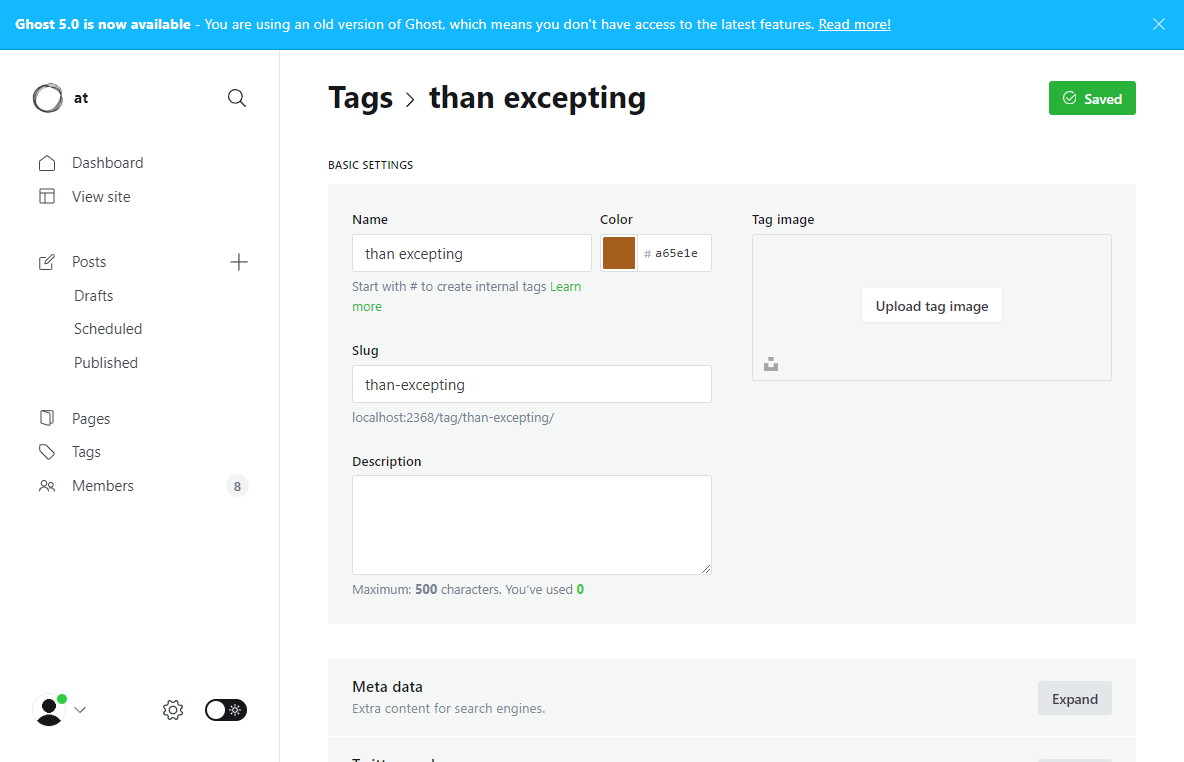 Ghost 5.0 is now available - You are using an old version of Ghost, which means you don't have access to the latest features. Read more!
at
Dashboard
View site
Posts
Drafts
Scheduled
Published
Pages
Tags
Members
8
Tags
than excepting
Saved
BASIC SETTINGS
Name
than excepting
Start with # to create internal tags Learn
more
Color
# a65e1e
Slug
than-excepting
localhost:2368/tag/than-excepting/
Description
Maximum: 500 characters. You've used 0
Tag image
Upload tag image
Meta data
Extra content for search engines.
Expand